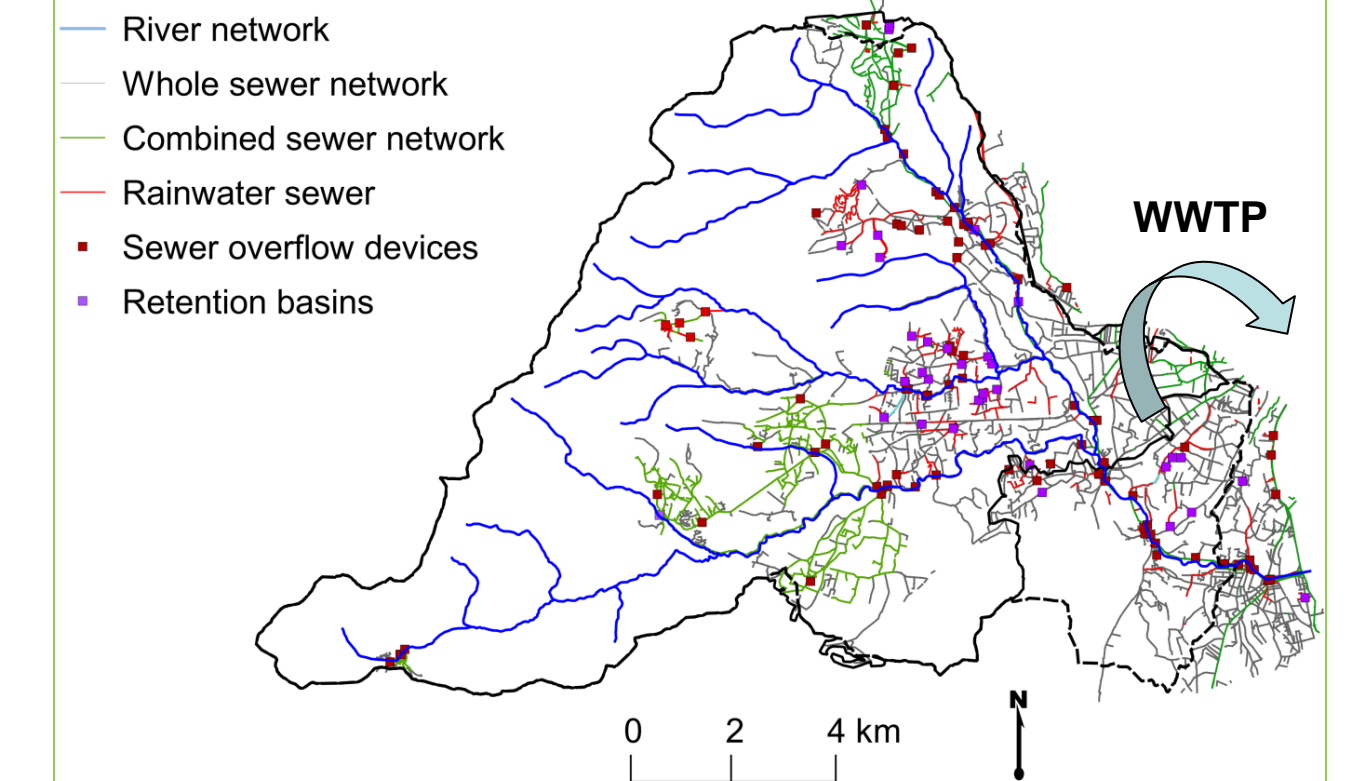 River network
Whole sewer network
Combined sewer network
Rainwater sewer
Sewer overflow devices
Retention basins
WWTP
N
0 2 4 km